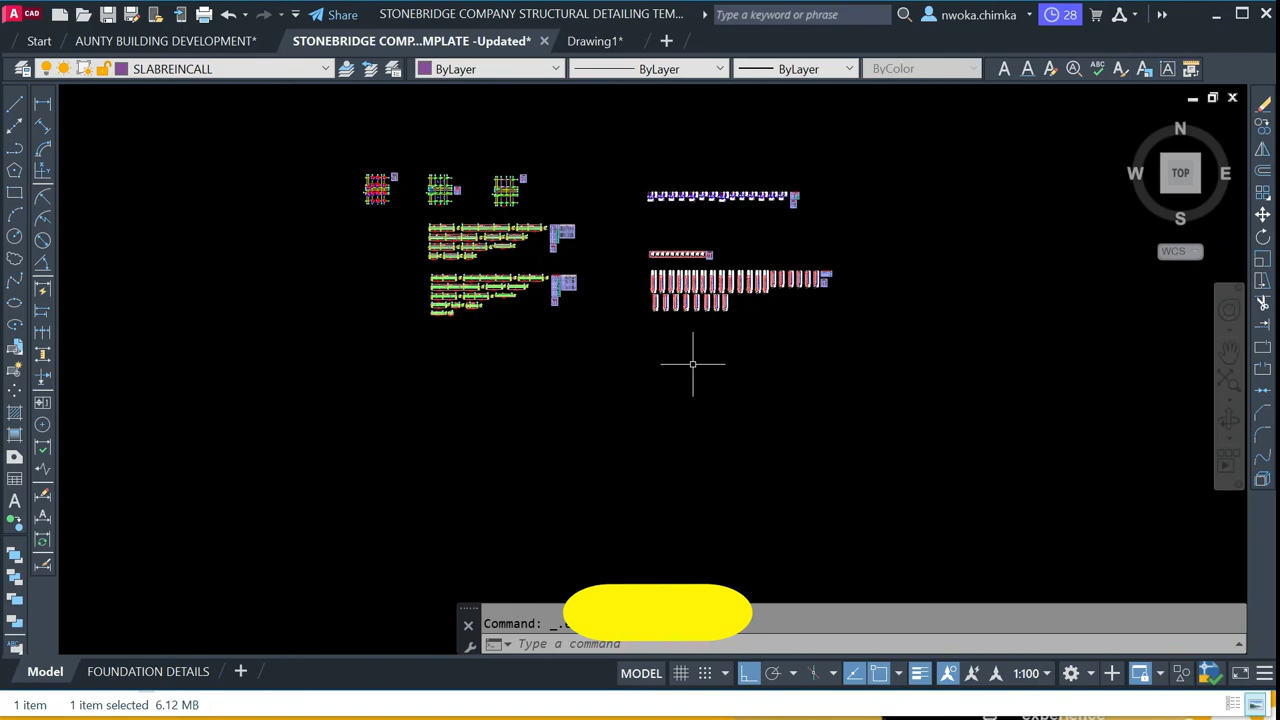 A CAD
Share
STONEBRIDGE COMPANY STRUCTURAL DETAILING TEM...
Type a keyword or phrase
nwoka.chimka...
28
Start
AUNTY BUILDING DEVELOPMENT*
STONEBRIDGE COMP...MPLATE -Updated*
Drawing1*
SLABREINCALL
ByLayer
ByLayer
ByLayer
ByColor
A A A ABC A A A
N
W TOP E
S
WCS
Command:
Type a command
Model
FOUNDATION DETAILS
MODEL
1:100
1 item
1 item selected 6.12 MB
experience